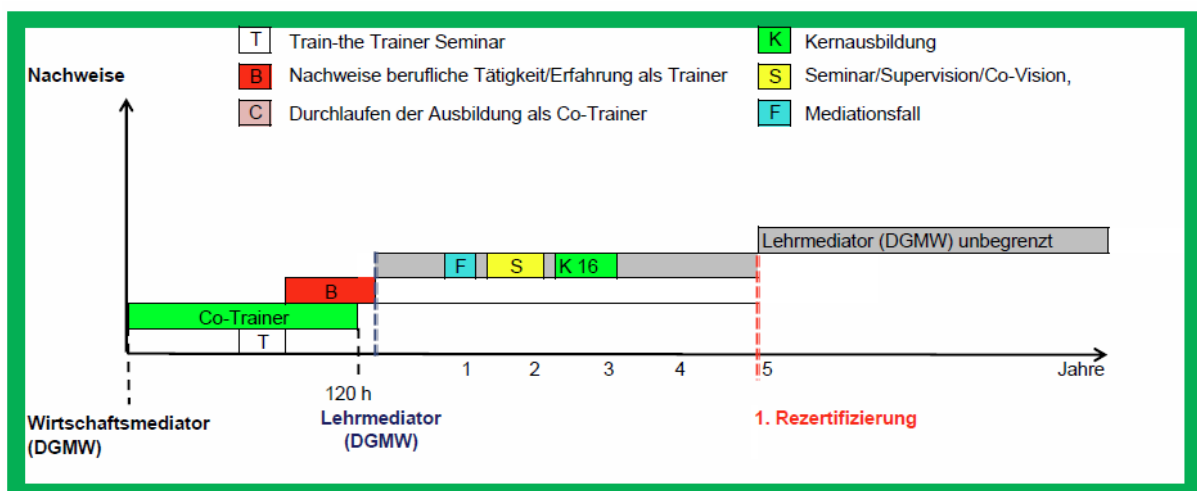 T Train-the Trainer Seminar
K Kernausbildung
Nachweise
B Nachweise berufliche Tätigkeit/Erfahrung als Trainer
S Seminar/Supervision/Co-Vision,
C Durchlaufen der Ausbildung als Co-Trainer
F Mediationsfall
Lehrmediator (DGMW) unbegrenzt
F S K 16
B
Co-Trainer
T
1 2 3 4 5 Jahre
120 h
Wirtschaftsmediator
(DGMW)
Lehrmediator
(DGMW)
1. Rezertifizierung